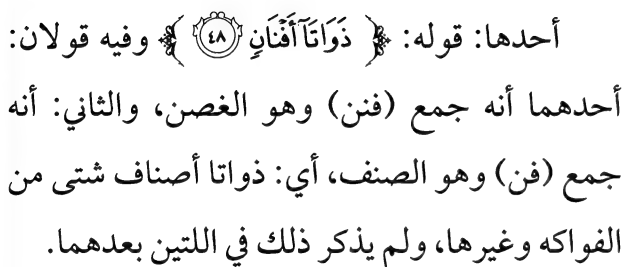 أحدها: قوله: ﴿ ذَوَاتَآ أَفْنَانٍ ٤٨ ﴾ وفيه قولان:
أحدهما أنه جمع (فنن) وهو الغصن، والثاني: أنه
جمع (فن) وهو الصنف، أي: ذواتا أصناف شتى من
الفواكه وغيرها، ولم يذكر ذلك في اللتين بعدهما.